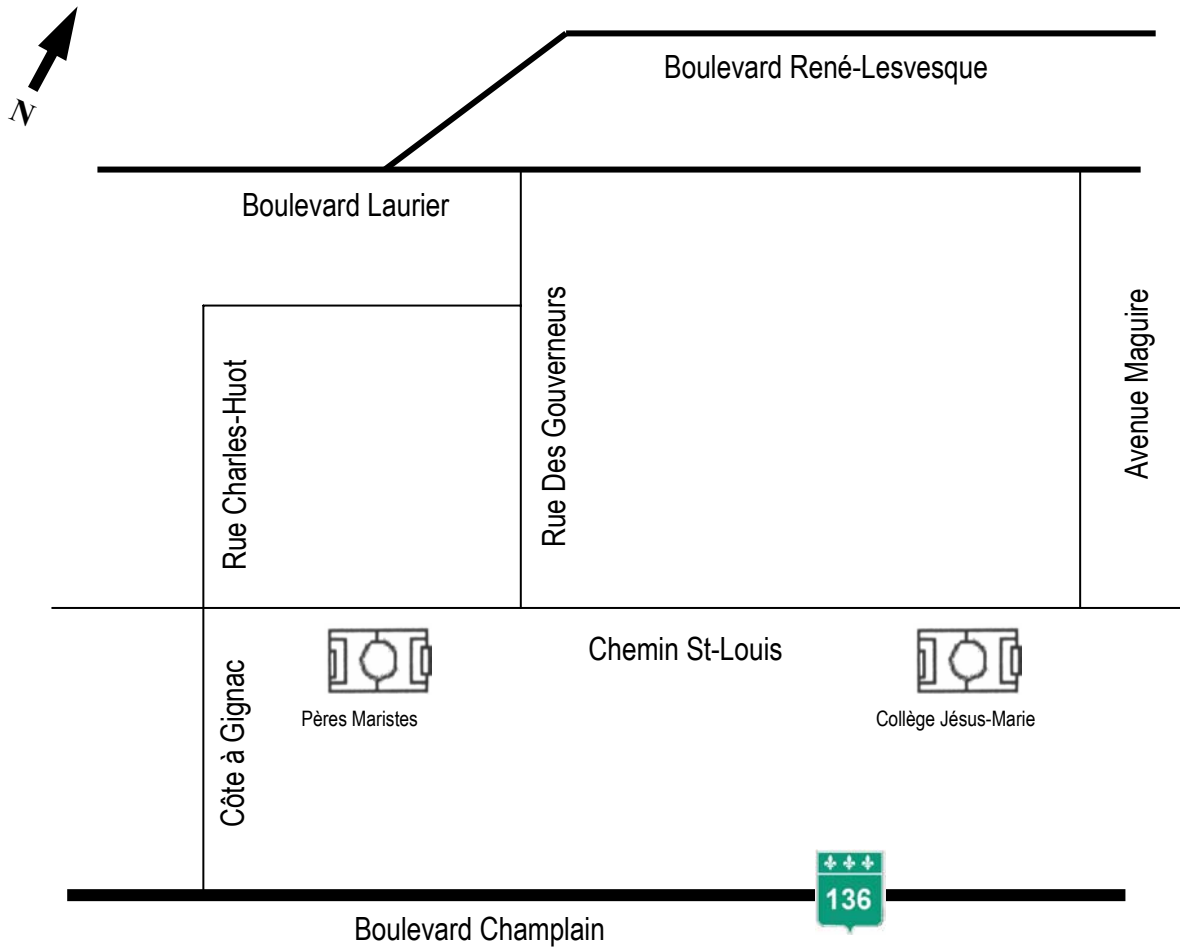 N
Boulevard René-Lesvesque
Boulevard Laurier
Rue Charles-Huot
Rue Des Gouverneurs
Avenue Maguire
Chemin St-Louis
Pères Maristes
Collège Jésus-Marie
Côte à Gignac
136
Boulevard Champlain